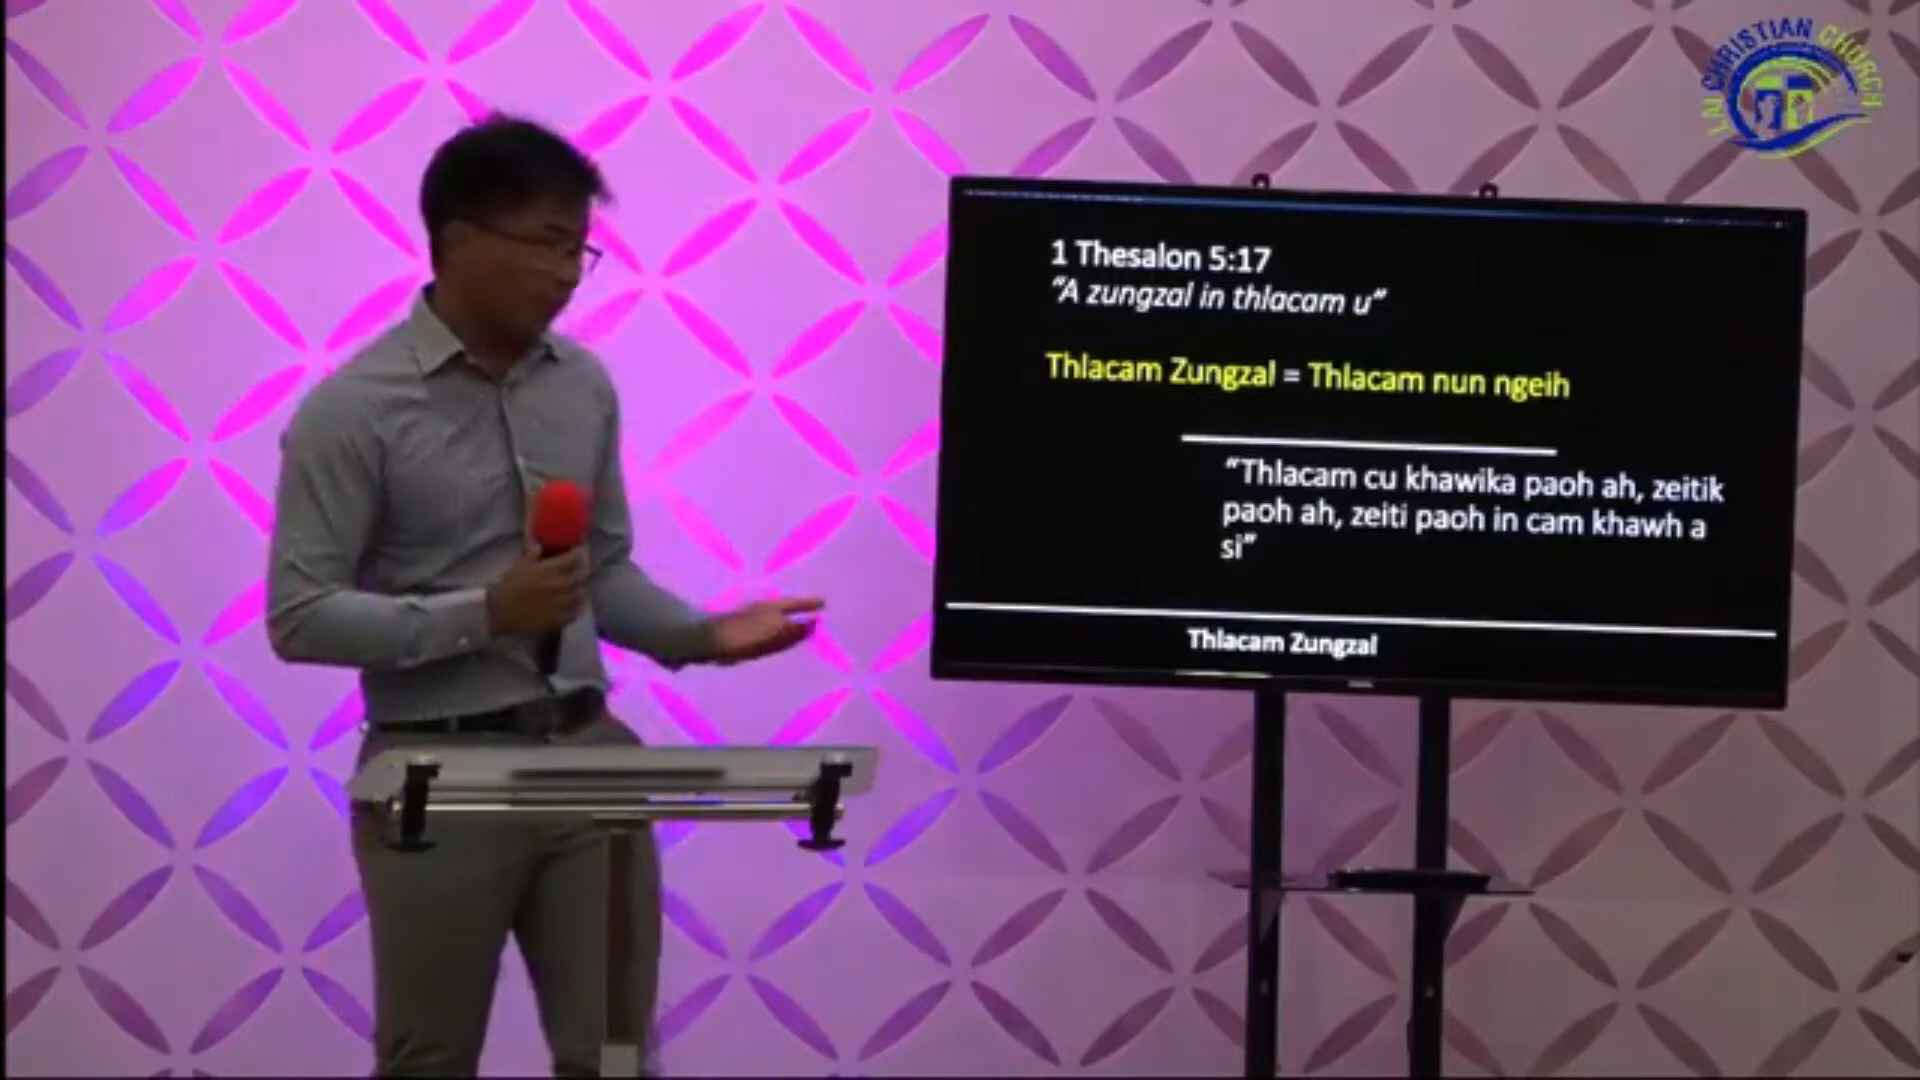 LAI CHRISTIAN CHURCH
1 Thesalon 5:17
“A zungzal in thlacam u”
Thlacam Zungzal = Thlacam nun ngeih
“Thlacam cu khawika paoh ah, zeitik
paoh ah, zeiti paoh in cam khawh a
si”
Thlacam Zungzal